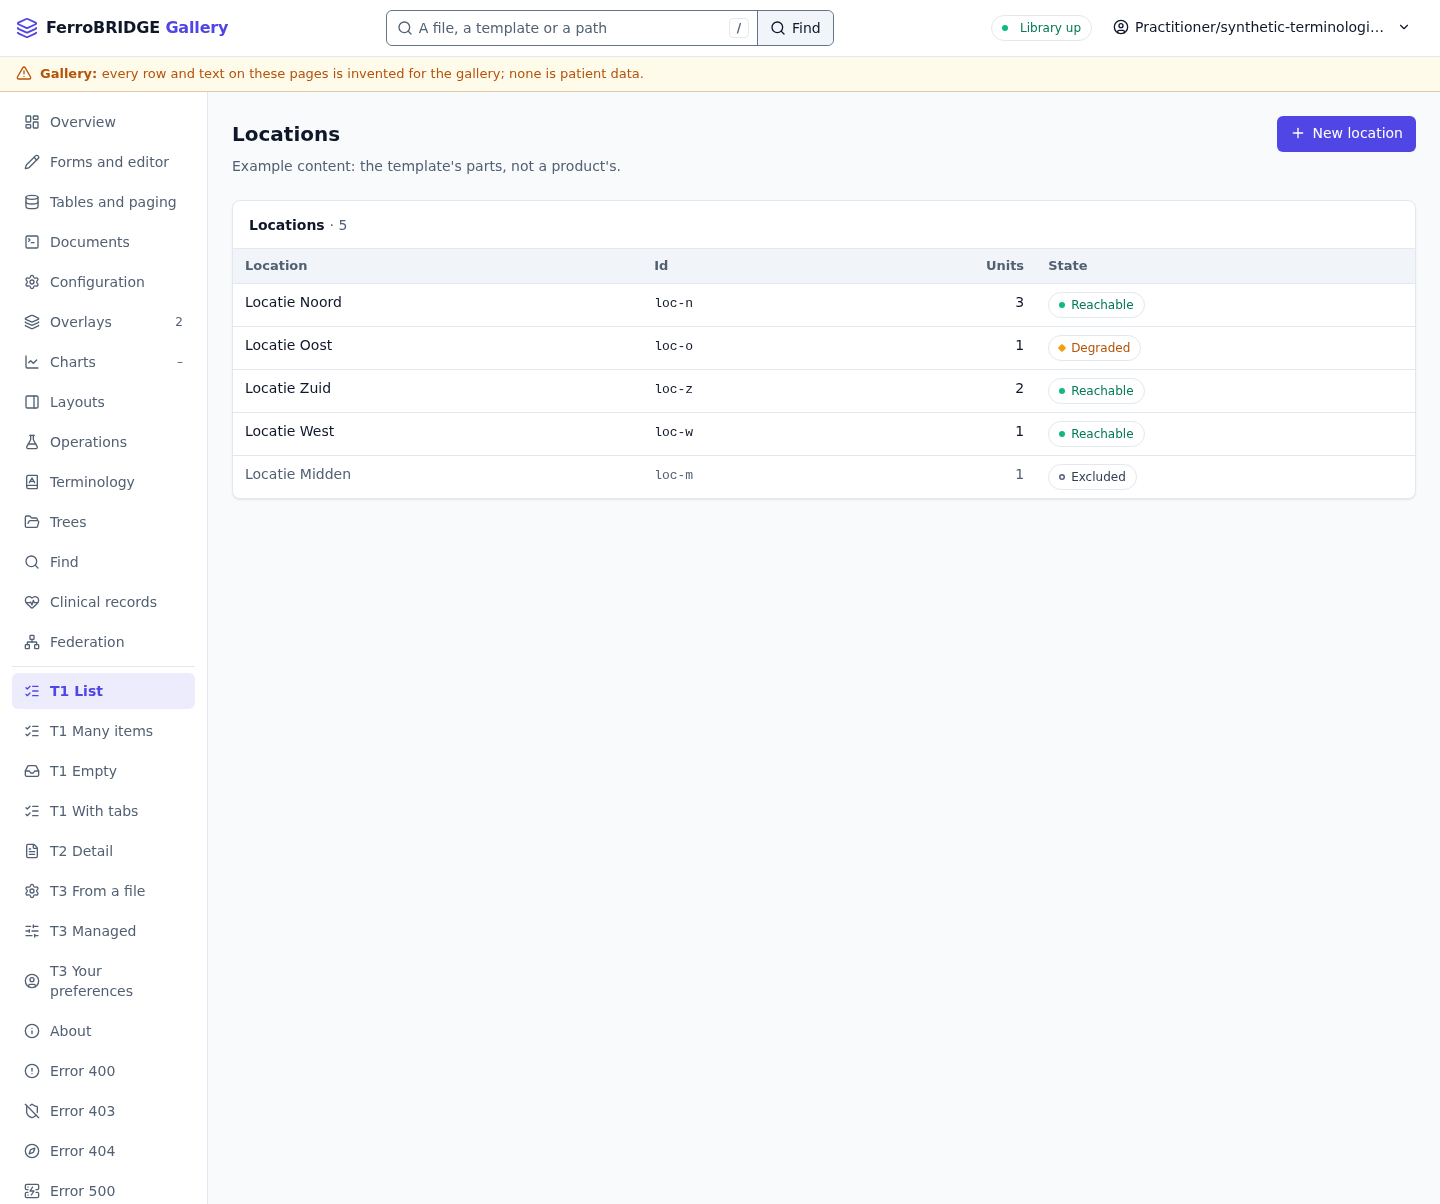 FerroBRIDGE Gallery
A file, a template or a path
/
Find
Library up
Practitioner/synthetic-terminologi…
Gallery: every row and text on these pages is invented for the gallery; none is patient data.
Overview
Forms and editor
Tables and paging
Documents
Configuration
Overlays 2
Charts –
Layouts
Operations
Terminology
Trees
Find
Clinical records
Federation
T1 List
T1 Many items
T1 Empty
T1 With tabs
T2 Detail
T3 From a file
T3 Managed
T3 Your
preferences
About
Error 400
Error 403
Error 404
Error 500
Locations
New location
Example content: the template's parts, not a product's.
Locations · 5
Location Id Units State
Locatie Noord loc-n 3 Reachable
Locatie Oost loc-o 1 Degraded
Locatie Zuid loc-z 2 Reachable
Locatie West loc-w 1 Reachable
Locatie Midden loc-m 1 Excluded